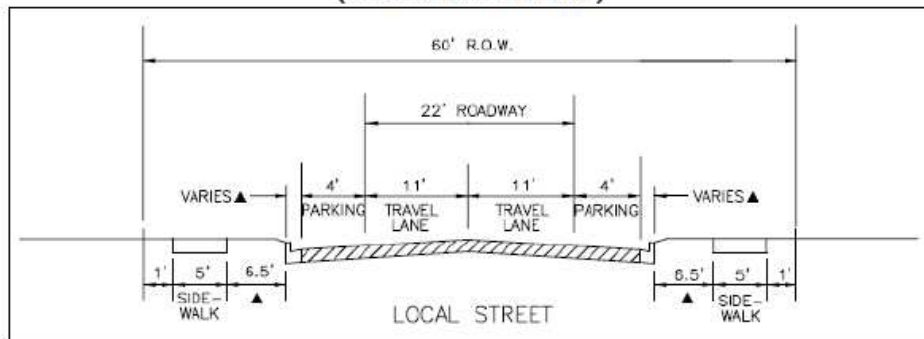 60' R.O.W.
22' ROADWAY
VARIES▲ 4' 11' 11' 4' VARIES▲
PARKING TRAVEL LANE TRAVEL LANE PARKING
1' 5' 6.5' 6.5' 5' 1'
SIDE-WALK ▲ ▲ SIDE-WALK
LOCAL STREET